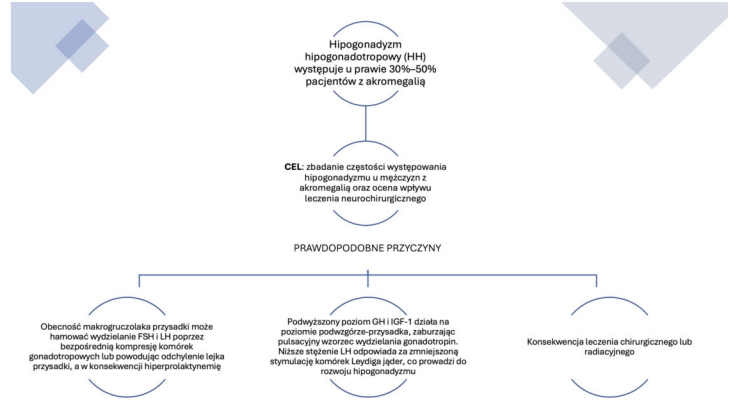 Hipogonadyzm
hipogonadotropowy (HH)
występuje u prawie 30%–50%
pacjentów z akromegalią
CEL: zbadanie częstości występowania
hipogonadyzmu u mężczyzn z
akromegalią oraz ocena wpływu
leczenia neurochirurgicznego
PRAWDOPODOBNE PRZYCZYNY
Obecność makrogruczolaka przysadki może
hamować wydzielanie FSH i LH poprzez
bezpośrednią kompresję komórek
gonadotropowych lub powodując odchylenie lejka
przysadki, a w konsekwencji hiperprolaktynemię
Podwyższony poziom GH i IGF-1 działa na
poziomie podwzgórze-przysadka, zaburzając
pulsacyjny wzorzec wydzielania gonadotropin.
Niższe stężenie LH odpowiada za zmniejszoną
stymulację komórek Leydiga jąder, co prowadzi do
rozwoju hipogonadyzmu
Konsekwencja leczenia chirurgicznego lub
radiacyjnego